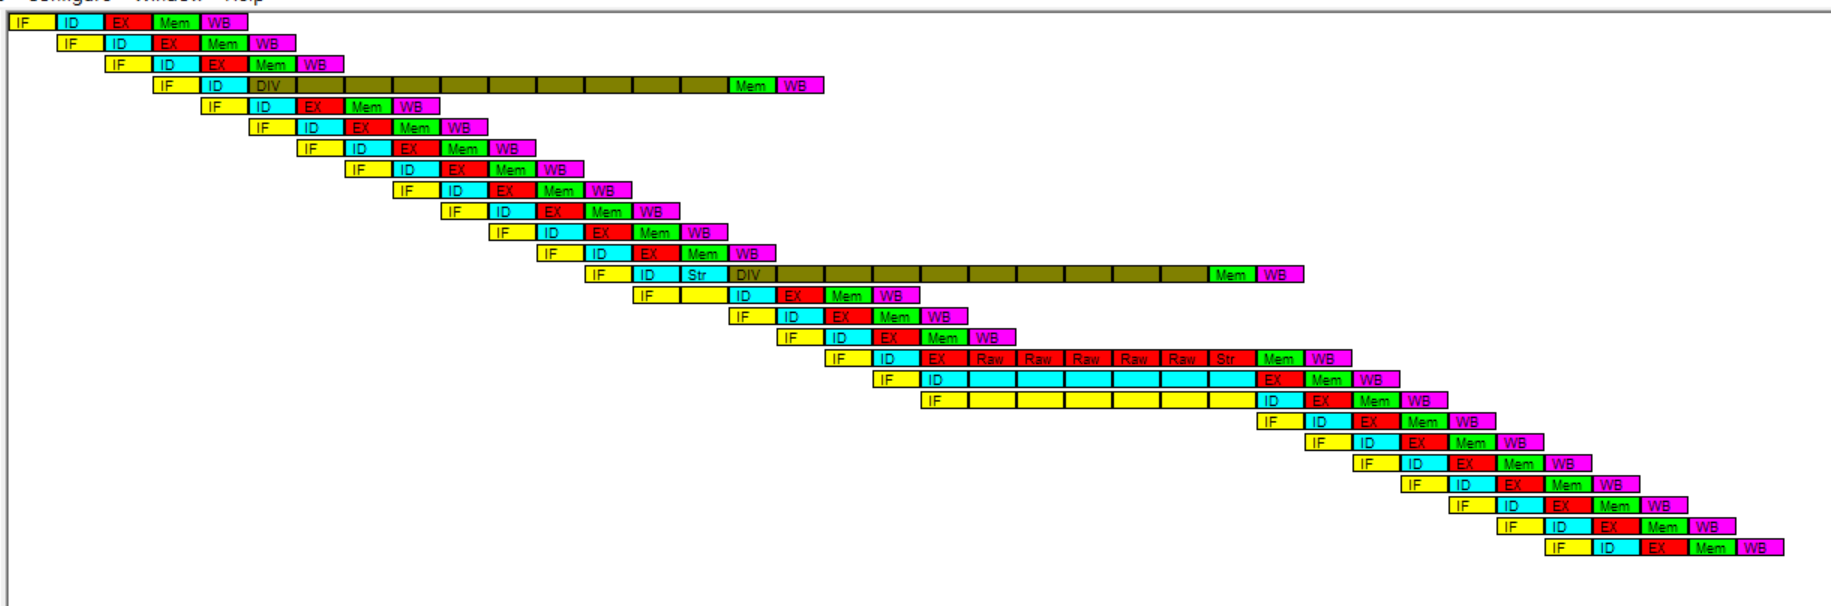 Configure Window Help
IF ID EX Mem WB
IF ID EX Mem WB
IF ID EX Mem WB
IF ID DIV Mem WB
IF ID EX Mem WB
IF ID EX Mem WB
IF ID EX Mem WB
IF ID EX Mem WB
IF ID EX Mem WB
IF ID EX Mem WB
IF ID EX Mem WB
IF ID EX Mem WB
IF ID Str DIV Mem WB
IF ID EX Mem WB
IF ID EX Mem WB
IF ID EX Mem WB
IF ID EX Raw Raw Raw Raw Raw Str Mem WB
IF ID EX Mem WB
IF ID EX Mem WB
IF ID EX Mem WB
IF ID EX Mem WB
IF ID EX Mem WB
IF ID EX Mem WB
IF ID EX Mem WB
IF ID EX Mem WB
IF ID EX Mem WB